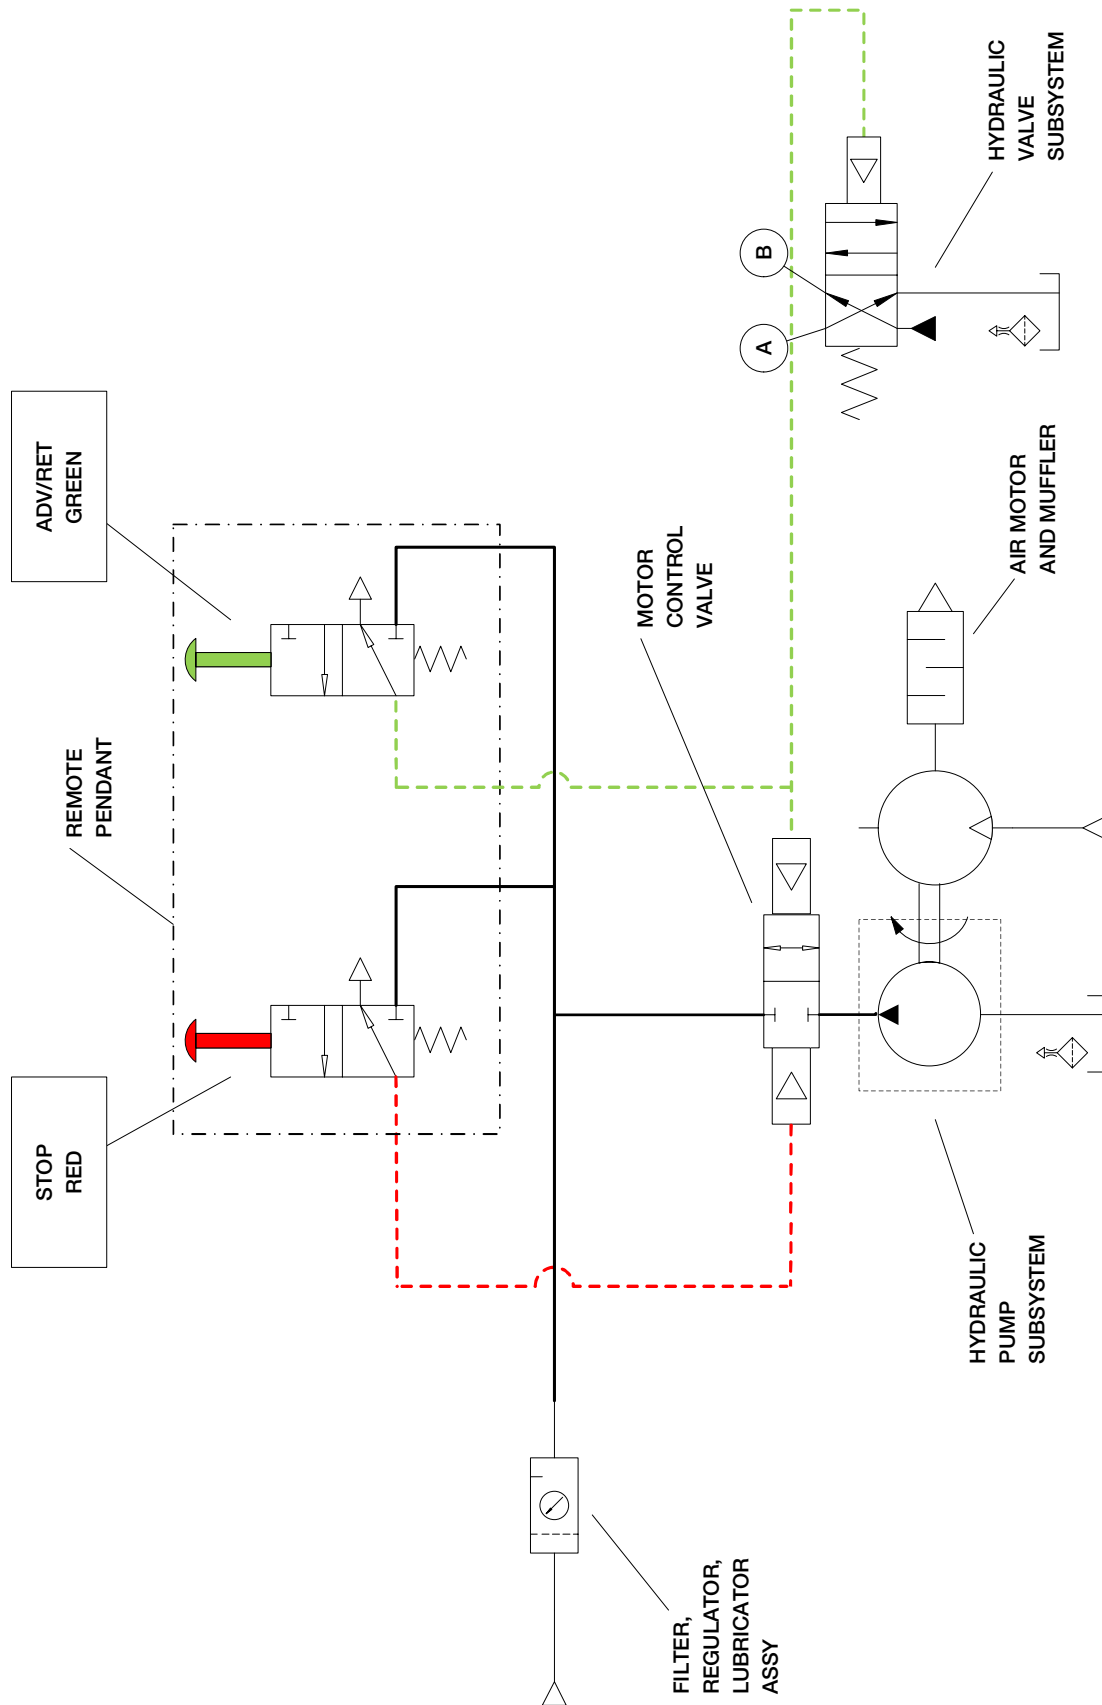 STOP
RED
ADV/RET
GREEN
REMOTE
PENDANT
MOTOR
CONTROL
VALVE
A
B
HYDRAULIC
VALVE
SUBSYSTEM
AIR MOTOR
AND MUFFLER
HYDRAULIC
PUMP
SUBSYSTEM
FILTER,
REGULATOR,
LUBRICATOR
ASSY